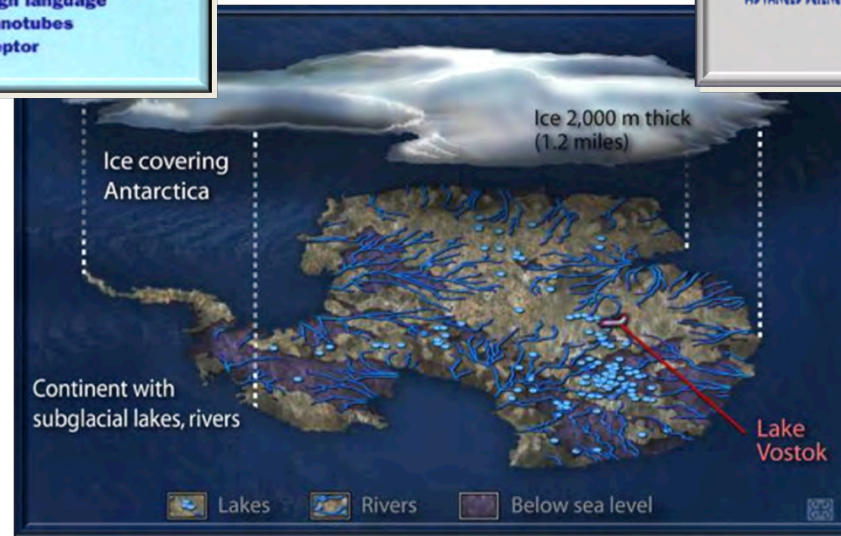 language
notubes
ptor
Ice 2,000 m thick
(1.2 miles)
Ice covering
Antarctica
Continent with
subglacial lakes, rivers
Lake
Vostok
Lakes
Rivers
Below sea level